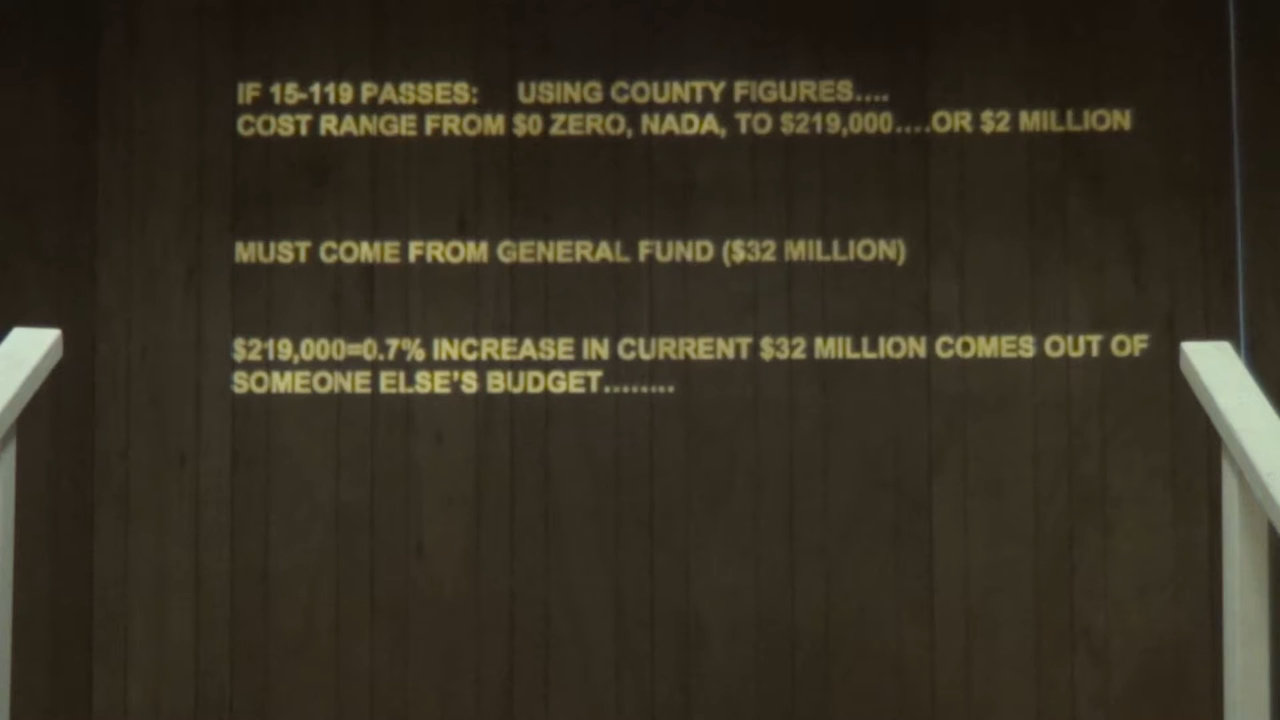 IF 15-119 PASSES: USING COUNTY FIGURES....
COST RANGE FROM $0 ZERO, NADA, TO $219,000....OR $2 MILLION
MUST COME FROM GENERAL FUND ($32 MILLION)
$219,000=0.7% INCREASE IN CURRENT $32 MILLION COMES OUT OF
SOMEONE ELSE'S BUDGET........